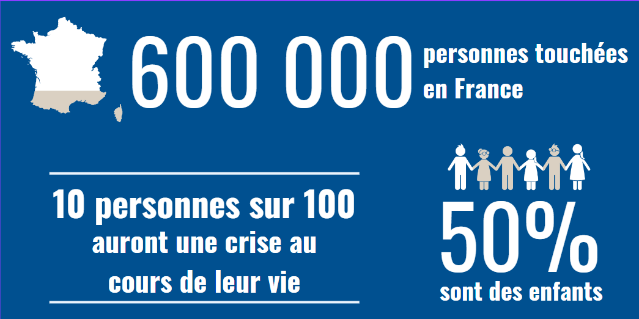 600 000
personnes touchées
en France
10 personnes sur 100
auront une crise au
cours de leur vie
50%
sont des enfants